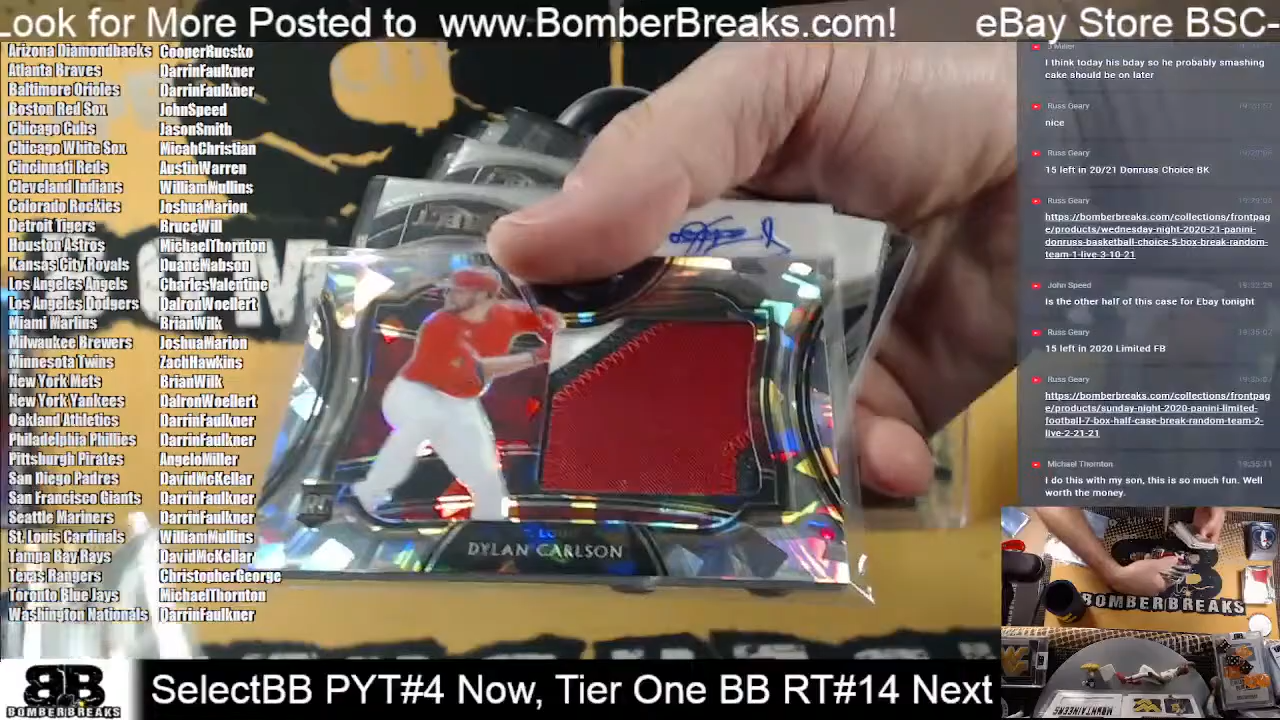 Look for More Posted to www.BomberBreaks.com! eBay Store BSC-
Arizona Diamondbacks CooperRucsko
Atlanta Braves DarrinFaulkner
Baltimore Orioles DarrinFaulkner
Boston Red Sox JohnSpeed
Chicago Cubs JasonSmith
Chicago White Sox MicahChristian
Cincinnati Reds AustinWarren
Cleveland Indians WilliamMullins
Colorado Rockies JoshuaMarion
Detroit Tigers BruceWill
Houston Astros MichaelThornton
Kansas City Royals DuaneMabson
Los Angeles Angels CharlesValentine
Los Angeles Dodgers DalronWoellert
Miami Marlins BrianWilk
Milwaukee Brewers JoshuaMarion
Minnesota Twins ZachHawkins
New York Mets BrianWilk
New York Yankees DalronWoellert
Oakland Athletics DarrinFaulkner
Philadelphia Phillies DarrinFaulkner
Pittsburgh Pirates AngeloMiller
San Diego Padres DavidMcKellar
San Francisco Giants DarrinFaulkner
Seattle Mariners DarrinFaulkner
St. Louis Cardinals WilliamMullins
Tampa Bay Rays DavidMcKellar
Texas Rangers ChristopherGeorge
Toronto Blue Jays MichaelThornton
Washington Nationals DarrinFaulkner
DYLAN CARLSON
J Miller
I think today his bday so he probably smashing
cake should be on later
Russ Geary
nice
Russ Geary
15 left in 20/21 Donruss Choice BK
Russ Geary
https://bomberbreaks.com/collections/frontpag
e/products/wednesday-night-2020-21-panini-
donruss-basketball-choice-5-box-break-random-
team-1-live-3-10-21
John Speed
is the other half of this case for Ebay tonight
Russ Geary
15 left in 2020 Limited FB
Russ Geary
https://bomberbreaks.com/collections/frontpag
e/products/sunday-night-2020-panini-limited-
football-7-box-half-case-break-random-team-2-
live-2-21-21
Michael Thornton
I do this with my son, this is so much fun. Well
worth the money.
BOMBERBREAKS
MOUNTAINEERS
BB
BOMBERBREAKS
SelectBB PYT#4 Now, Tier One BB RT#14 Next